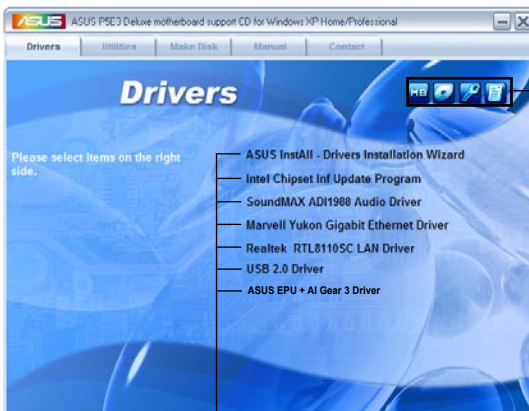 ASUS P5E3 Deluxe motherboard support CD for Windows XP Home/Professional
Drivers Utilities Make Disk Manual Contact
Drivers
Please select items on the right
side.
ASUS InstAll - Drivers Installation Wizard
Intel Chipset Inf Update Program
SoundMAX ADI1988 Audio Driver
Marvell Yukon Gigabit Ethernet Driver
Realtek RTL8110SC LAN Driver
USB 2.0 Driver
ASUS EPU + AI Gear 3 Driver